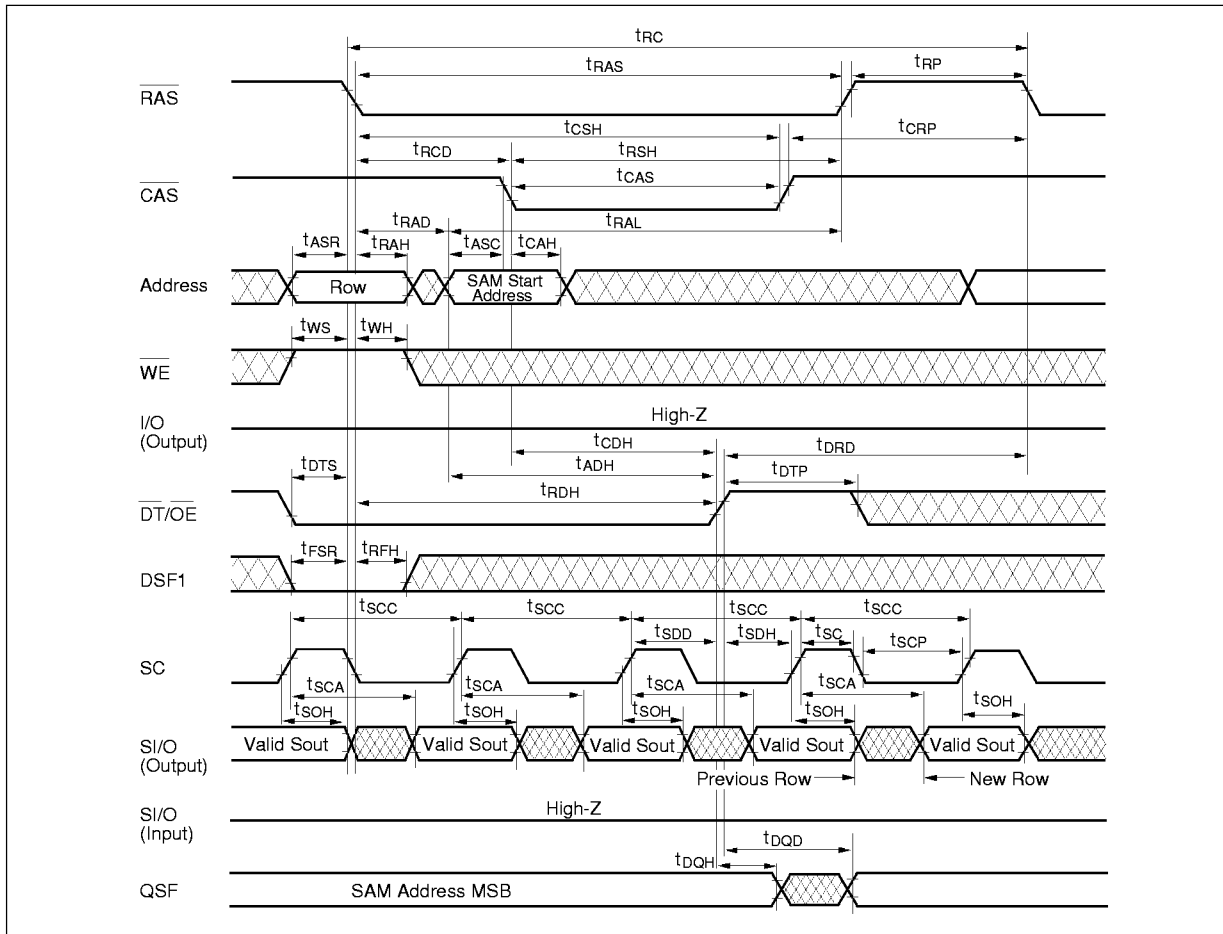 tRC
tRAS
tRP
RAS
tCSH
tCRP
tRCD
tRSH
CAS
tCAS
tRAD
tRAL
tASR
tRAH
tASC
tCAH
Address
Row
SAM Start
Address
tWS
tWH
WE
I/O
(Output)
High-Z
tCDH
tDRD
tDTS
tADH
tDTP
tRDH
DT/OE
tFSR
tRFH
DSF1
tSCC
tSCC
tSCC
tSCC
tSDD
tSDH
tSC
tSCP
SC
tSCA
tSCA
tSCA
tSCA
tSOH
tSOH
tSOH
tSOH
tSOH
SI/O
(Output)
Valid Sout
Valid Sout
Valid Sout
Valid Sout
Valid Sout
Previous Row
New Row
SI/O
(Input)
High-Z
tDQD
tDQH
QSF
SAM Address MSB